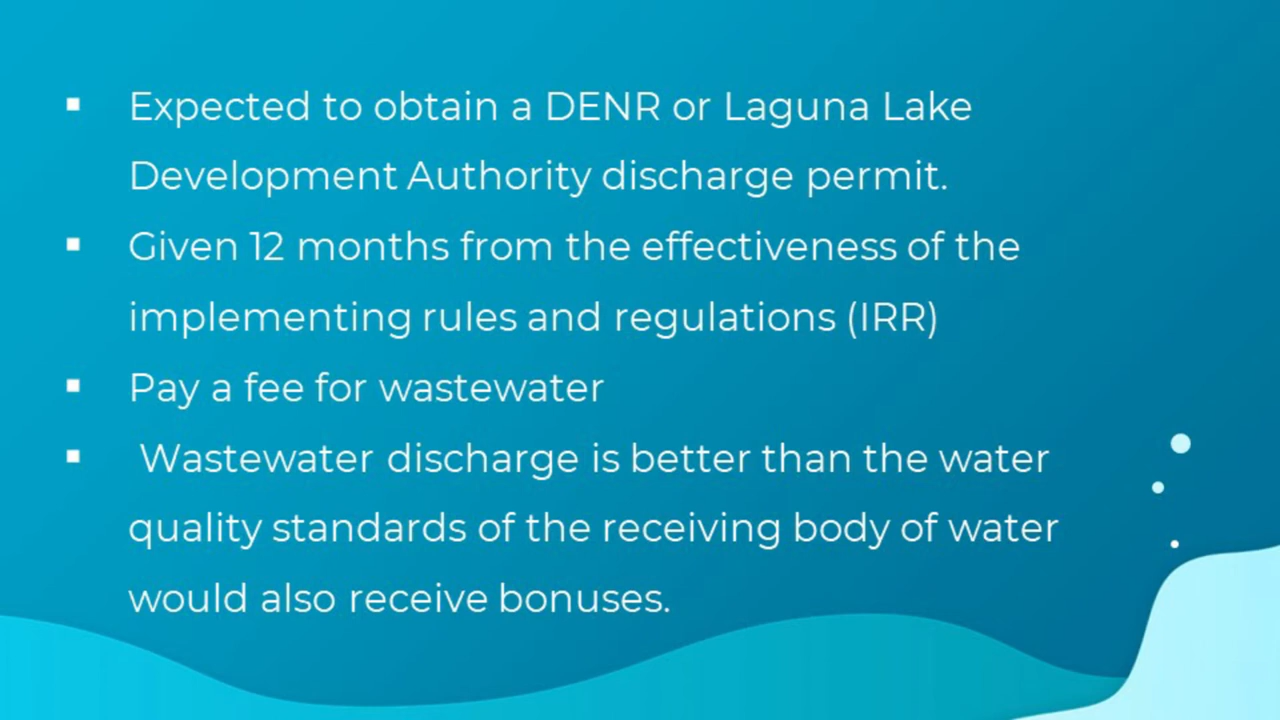 ▪ Expected to obtain a DENR or Laguna Lake
Development Authority discharge permit.
▪ Given 12 months from the effectiveness of the
implementing rules and regulations (IRR)
▪ Pay a fee for wastewater
▪ Wastewater discharge is better than the water
quality standards of the receiving body of water
would also receive bonuses.